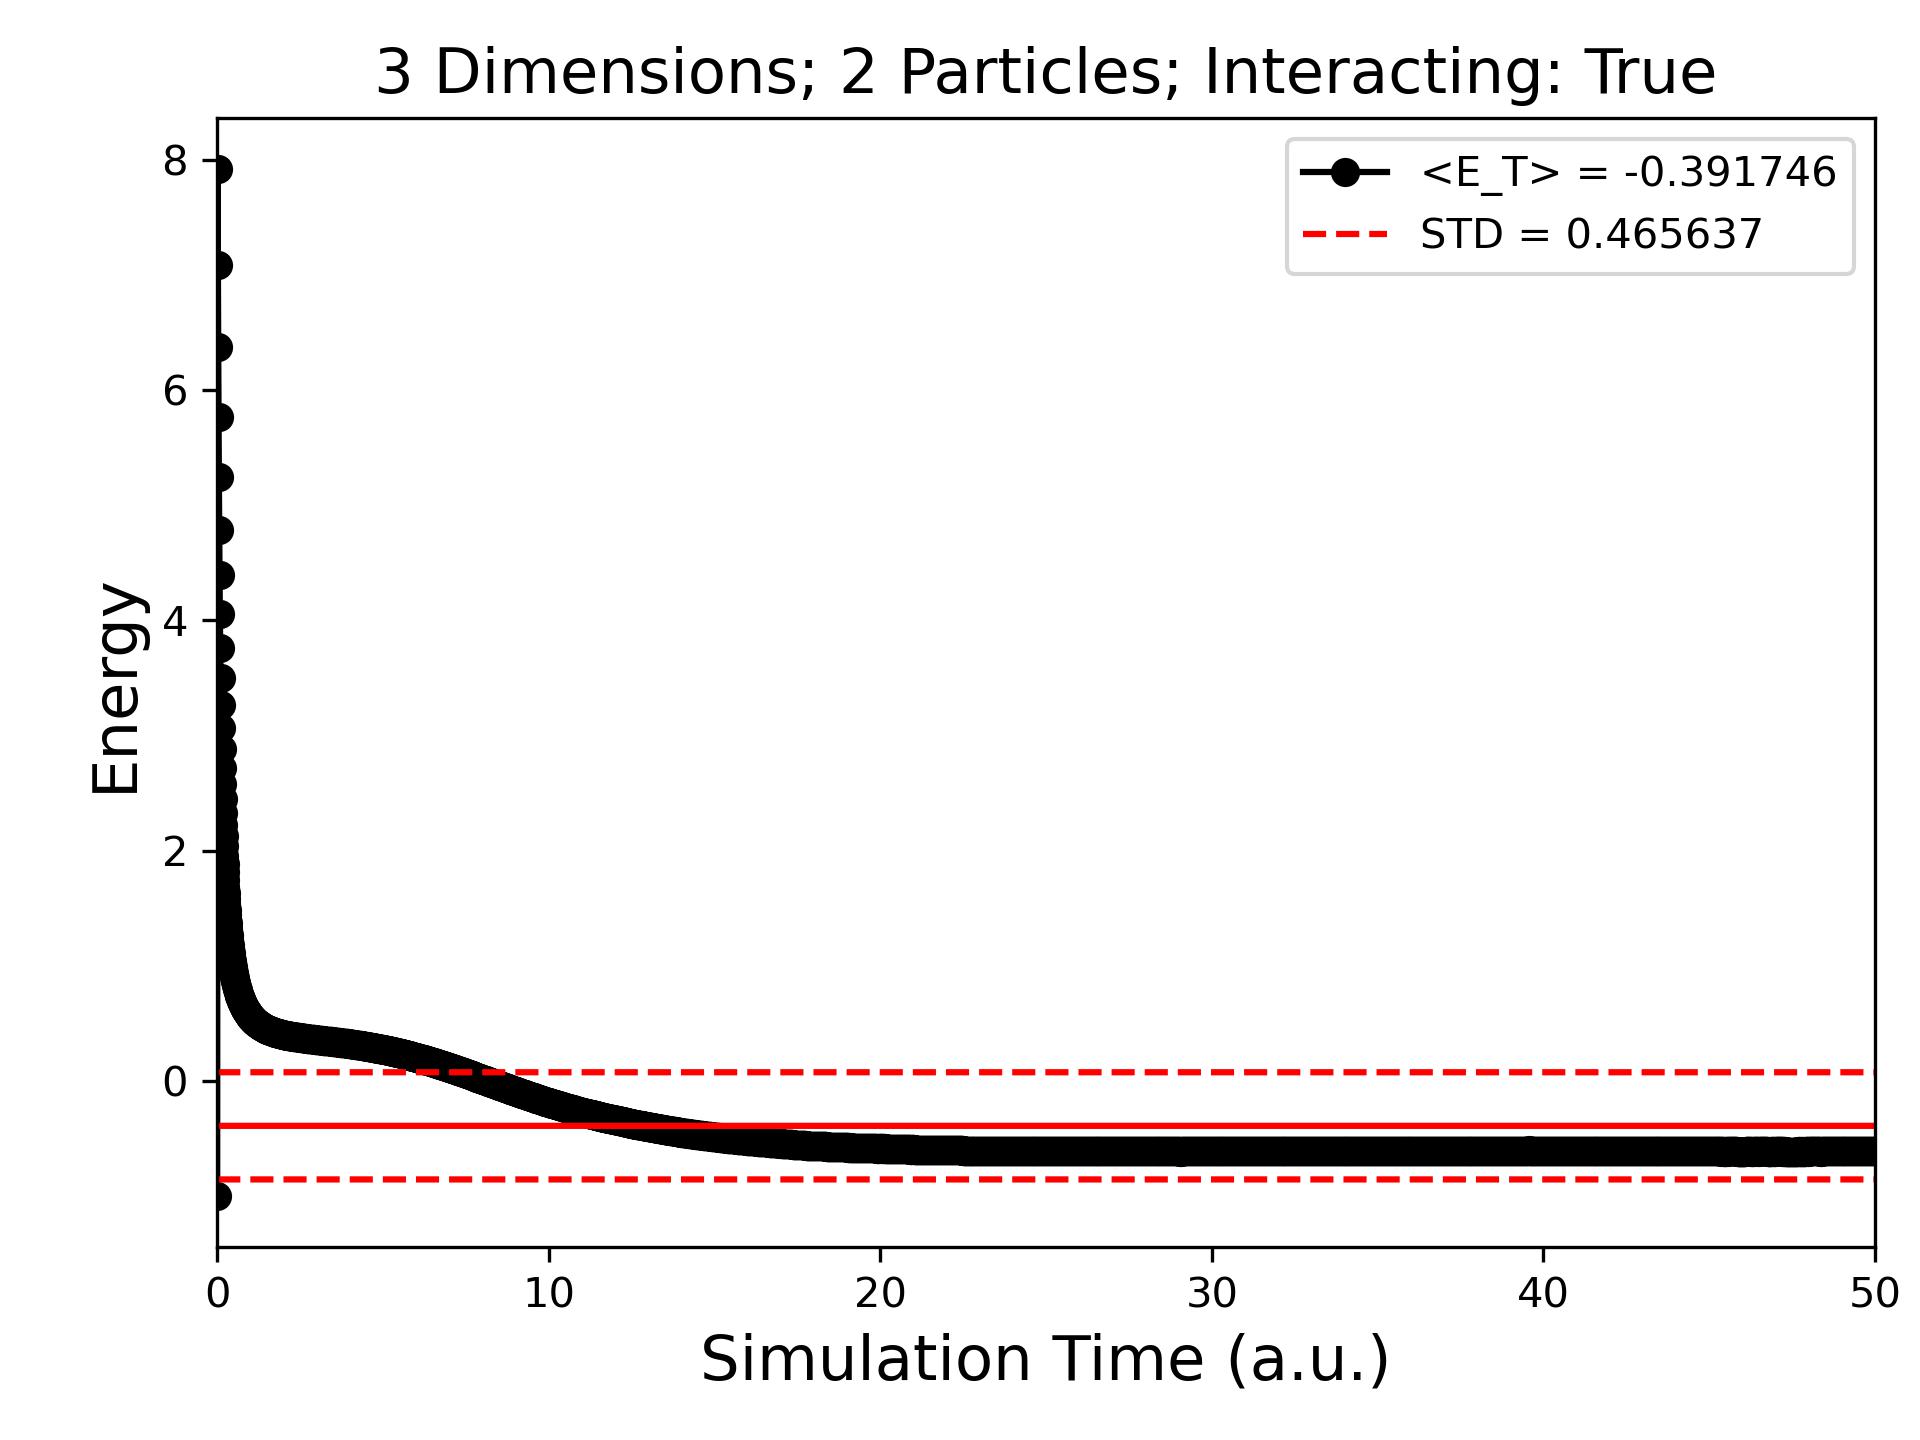 3 Dimensions; 2 Particles; Interacting: True
<E_T> = -0.391746
STD = 0.465637
Energy
8
6
4
2
0
0 10 20 30 40 50
Simulation Time (a.u.)